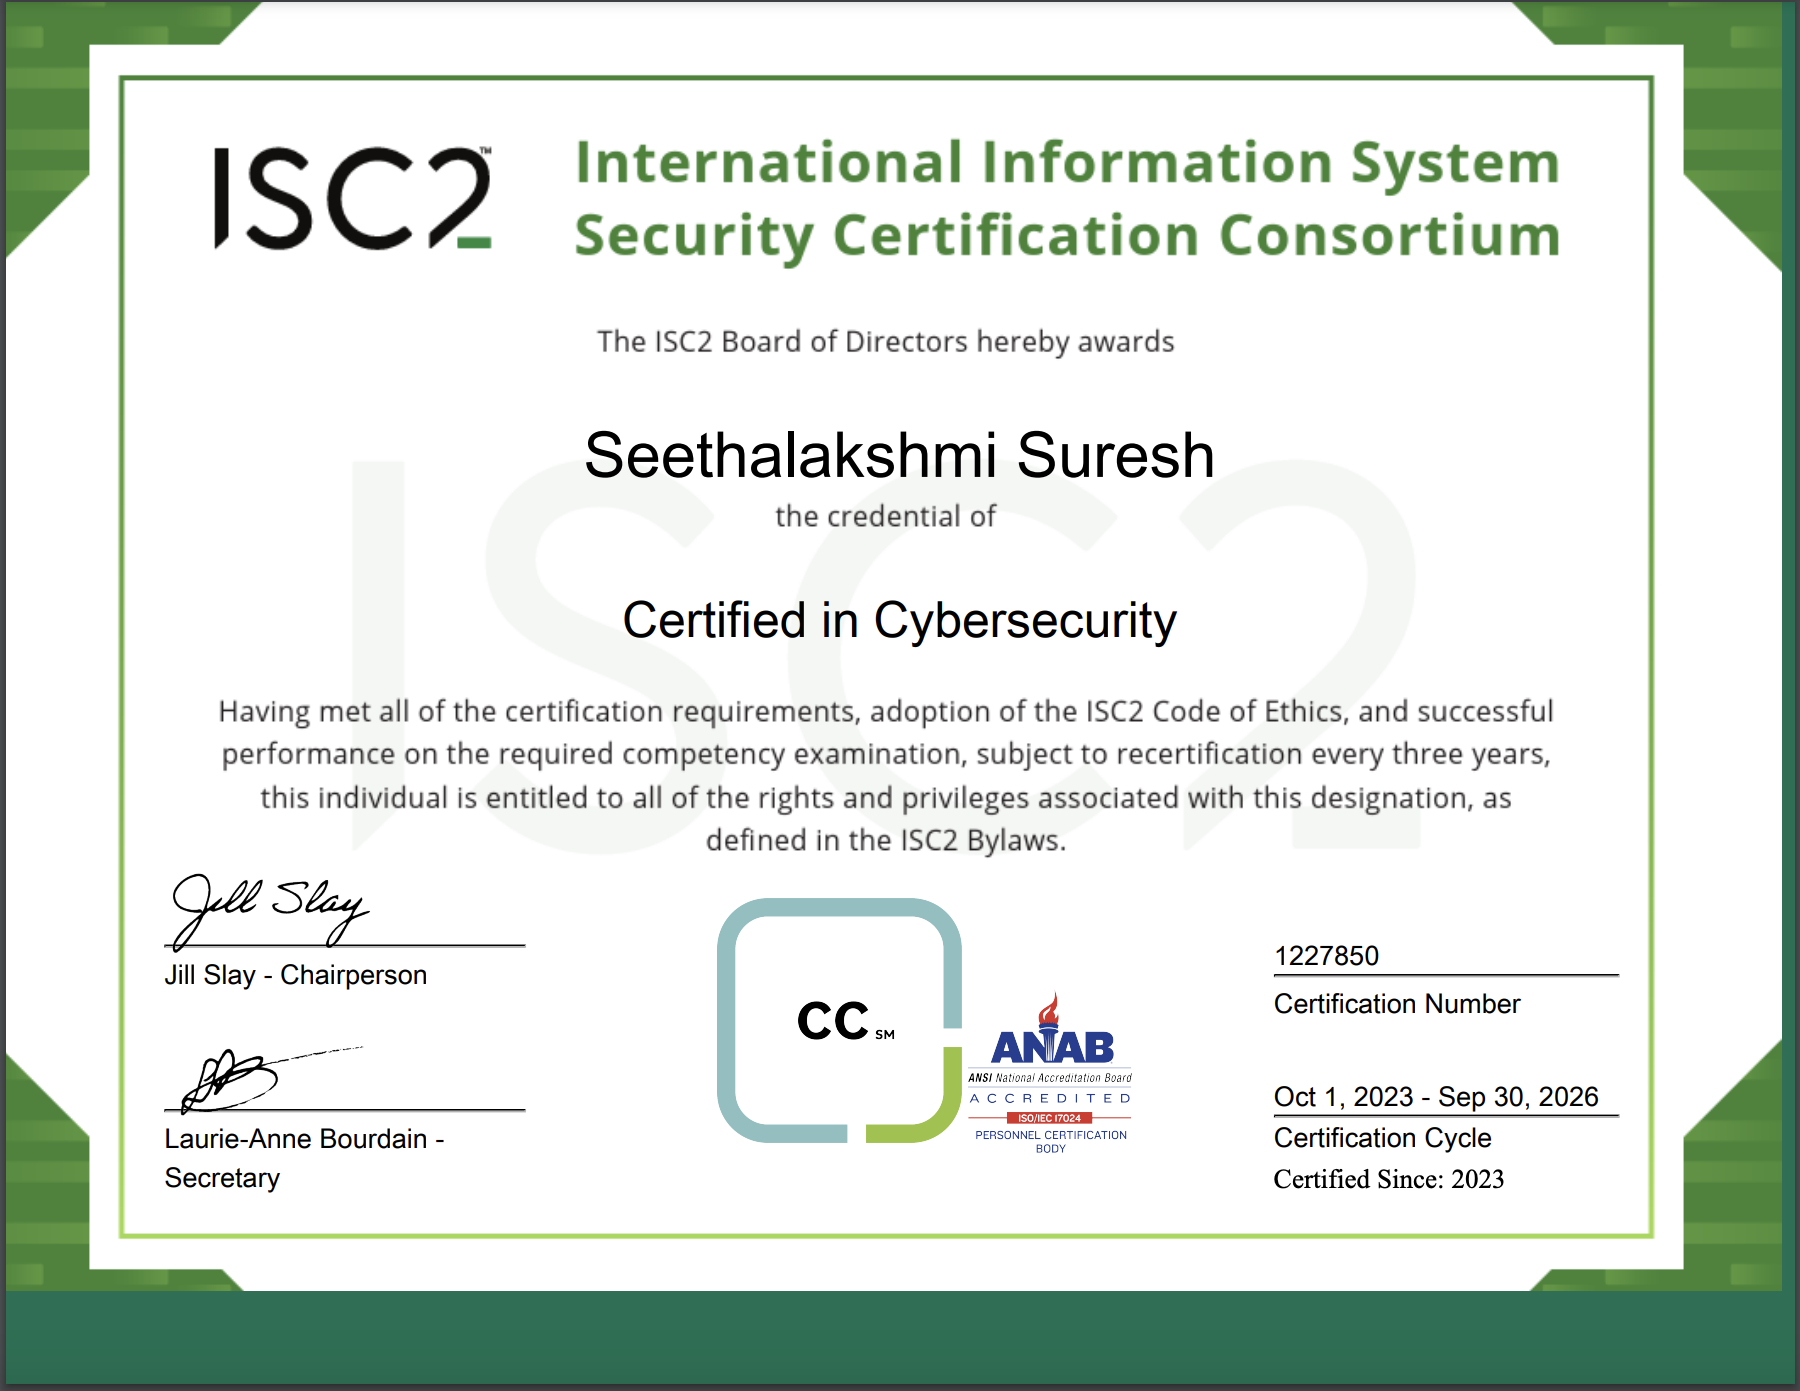 ISC2™
International Information System
Security Certification Consortium
The ISC2 Board of Directors hereby awards
Seethalakshmi Suresh
the credential of
Certified in Cybersecurity
Having met all of the certification requirements, adoption of the ISC2 Code of Ethics, and successful
performance on the required competency examination, subject to recertification every three years,
this individual is entitled to all of the rights and privileges associated with this designation, as
defined in the ISC2 Bylaws.
Jill Slay
Jill Slay - Chairperson
Laurie-Anne Bourdain -
Secretary
CC SM
ANAB
ANSI National Accreditation Board
ACCREDITED
ISO/IEC 17024
PERSONNEL CERTIFICATION
BODY
1227850
Certification Number
Oct 1, 2023 - Sep 30, 2026
Certification Cycle
Certified Since: 2023